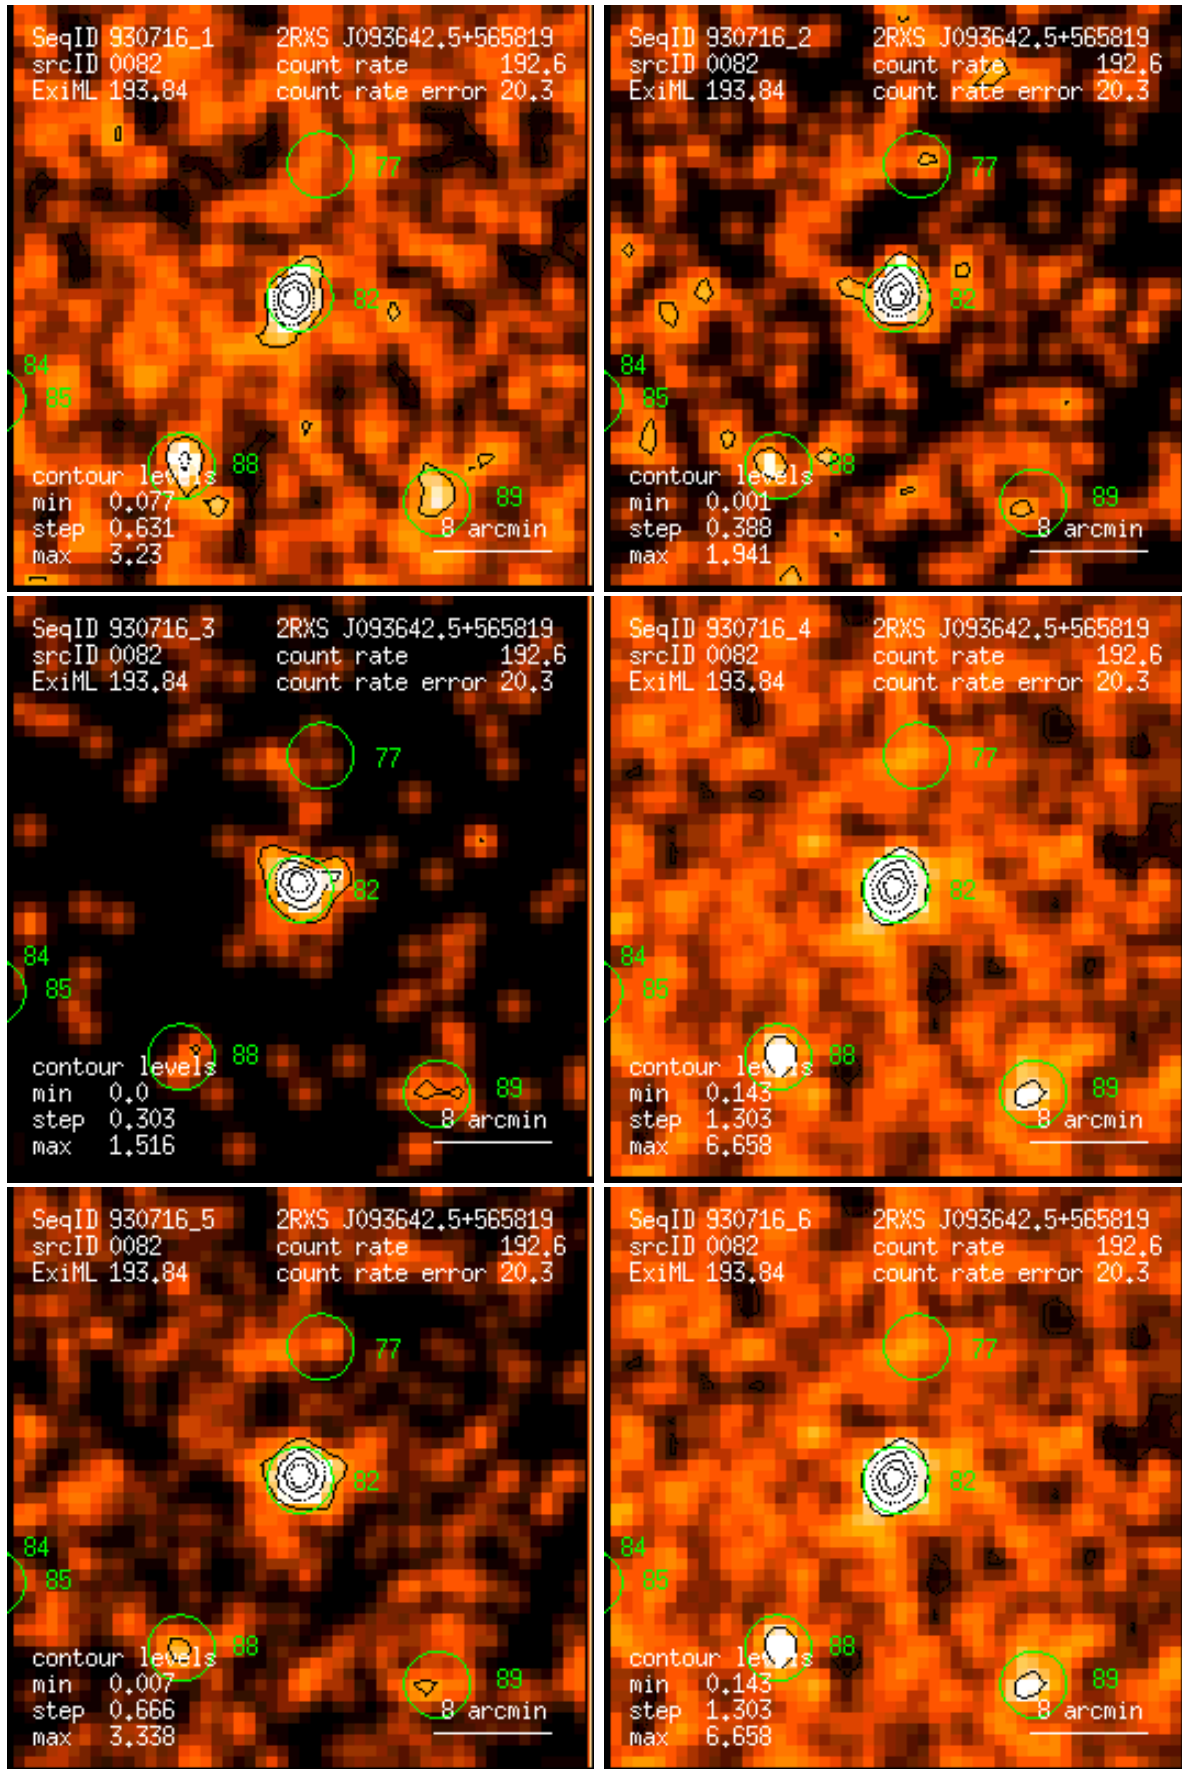 SeqID 930716_1 2RXS J093642.5+565819
srcID 0082 count rate 192.6
ExiML 193.84 count rate error 20.3
77
82
84
85
88
contour levels
min 0.077
89
step 0.631
8 arcmin
max 3.23
SeqID 930716_2 2RXS J093642.5+565819
srcID 0082 count rate 192.6
ExiML 193.84 count rate error 20.3
77
82
84
85
88
contour levels
min 0.001
89
step 0.388
8 arcmin
max 1.941
SeqID 930716_3 2RXS J093642.5+565819
srcID 0082 count rate 192.6
ExiML 193.84 count rate error 20.3
77
82
84
85
88
contour levels
min 0.0
89
step 0.303
8 arcmin
max 1.516
SeqID 930716_4 2RXS J093642.5+565819
srcID 0082 count rate 192.6
ExiML 193.84 count rate error 20.3
77
82
84
85
88
contour levels
min 0.143
89
step 1.303
8 arcmin
max 6.658
SeqID 930716_5 2RXS J093642.5+565819
srcID 0082 count rate 192.6
ExiML 193.84 count rate error 20.3
77
82
84
85
88
contour levels
min 0.007
89
step 0.666
8 arcmin
max 3.338
SeqID 930716_6 2RXS J093642.5+565819
srcID 0082 count rate 192.6
ExiML 193.84 count rate error 20.3
77
82
84
85
88
contour levels
min 0.143
89
step 1.303
8 arcmin
max 6.658